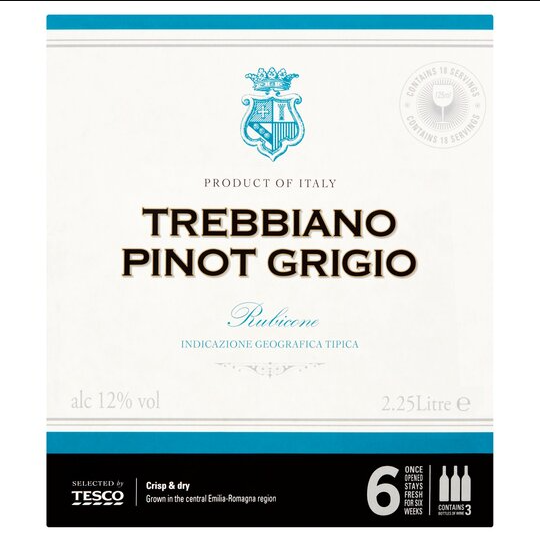 CONTAINS 18 SERVINGS
125ml
CONTAINS 18 SERVINGS
PRODUCT OF ITALY
TREBBIANO
PINOT GRIGIO
Rubicone
INDICAZIONE GEOGRAFICA TIPICA
alc 12% vol
2.25Litre ℮
SELECTED by
TESCO
Crisp & dry
Grown in the central Emilia-Romagna region
6
ONCE
OPENED
STAYS
FRESH
FOR SIX
WEEKS
CONTAINS
BOTTLES OF WINE 3